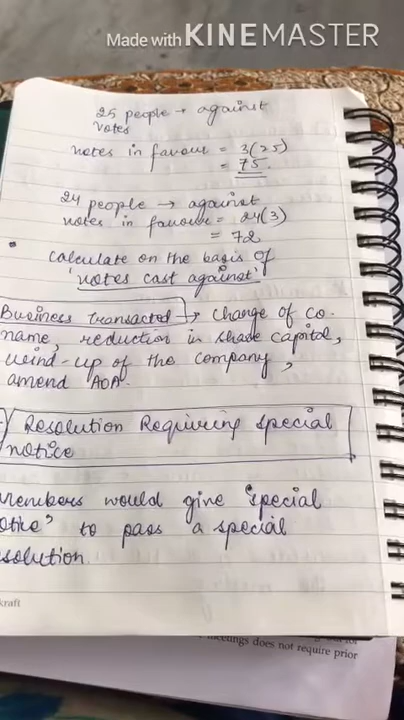 Made with KINEMASTER
25 people → against
votes
votes in favour = 3(25)
= 75.
24 people → against
votes in favour = 24(3)
= 72
calculate on the basis of
'votes cast against'
Business transacted → change of co.
name, reduction in share capital,
wind-up of the company,
amend AOA.
Resolution Requiring special
notice
Members would give 'special
notice' to pass a special
resolution.
kraft
meetings does not require prior